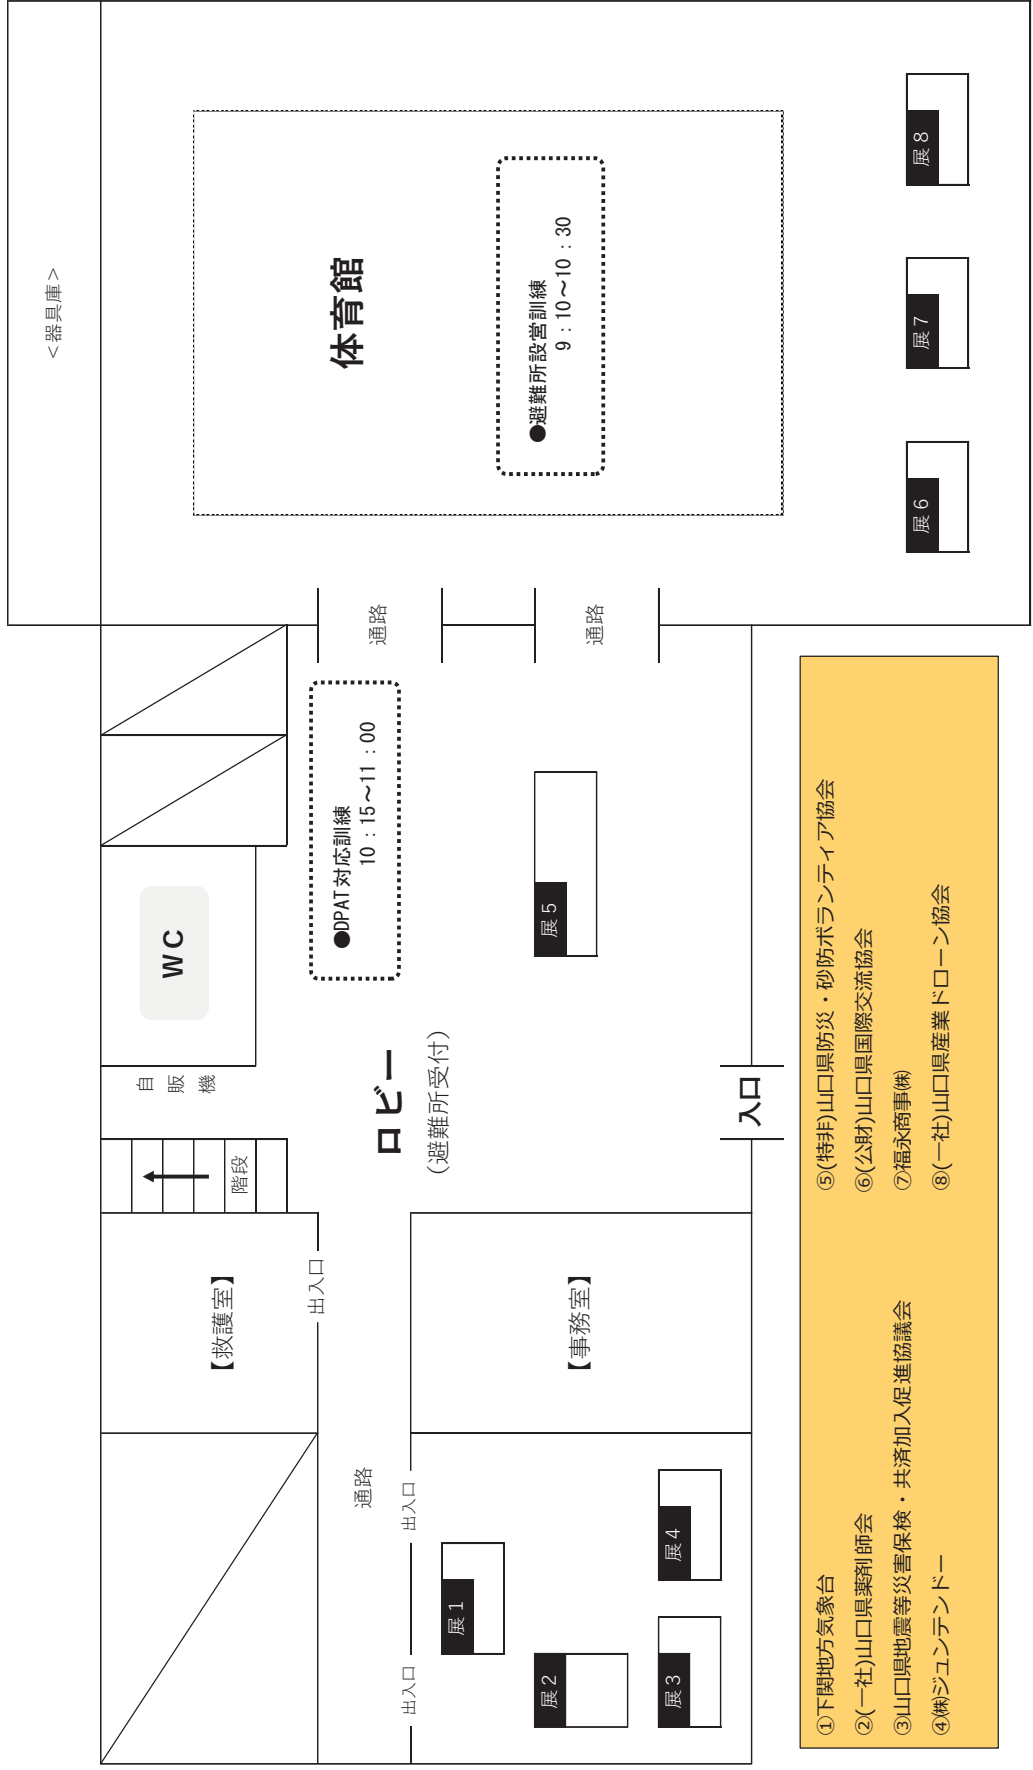 <器具庫>
体育館
●避難所設営訓練
9：10～10：30
展８
展７
展６
通路
通路
●DPAT対応訓練
10：15～11：00
展５
WC
自
販
機
階段
ロビー
(避難所受付)
入口
【救護室】
出入口
【事務室】
通路
出入口
出入口
展１
展２
展３
展４
①下関地方気象台
②(一社)山口県薬剤師会
③山口県地震等災害保検・共済加入促進協議会
④㈱ジュンテンドー
⑤(特非)山口県防災・砂防ボランティア協会
⑥(公財)山口県国際交流協会
⑦福永商事㈱
⑧(一社)山口県産業ドローン協会